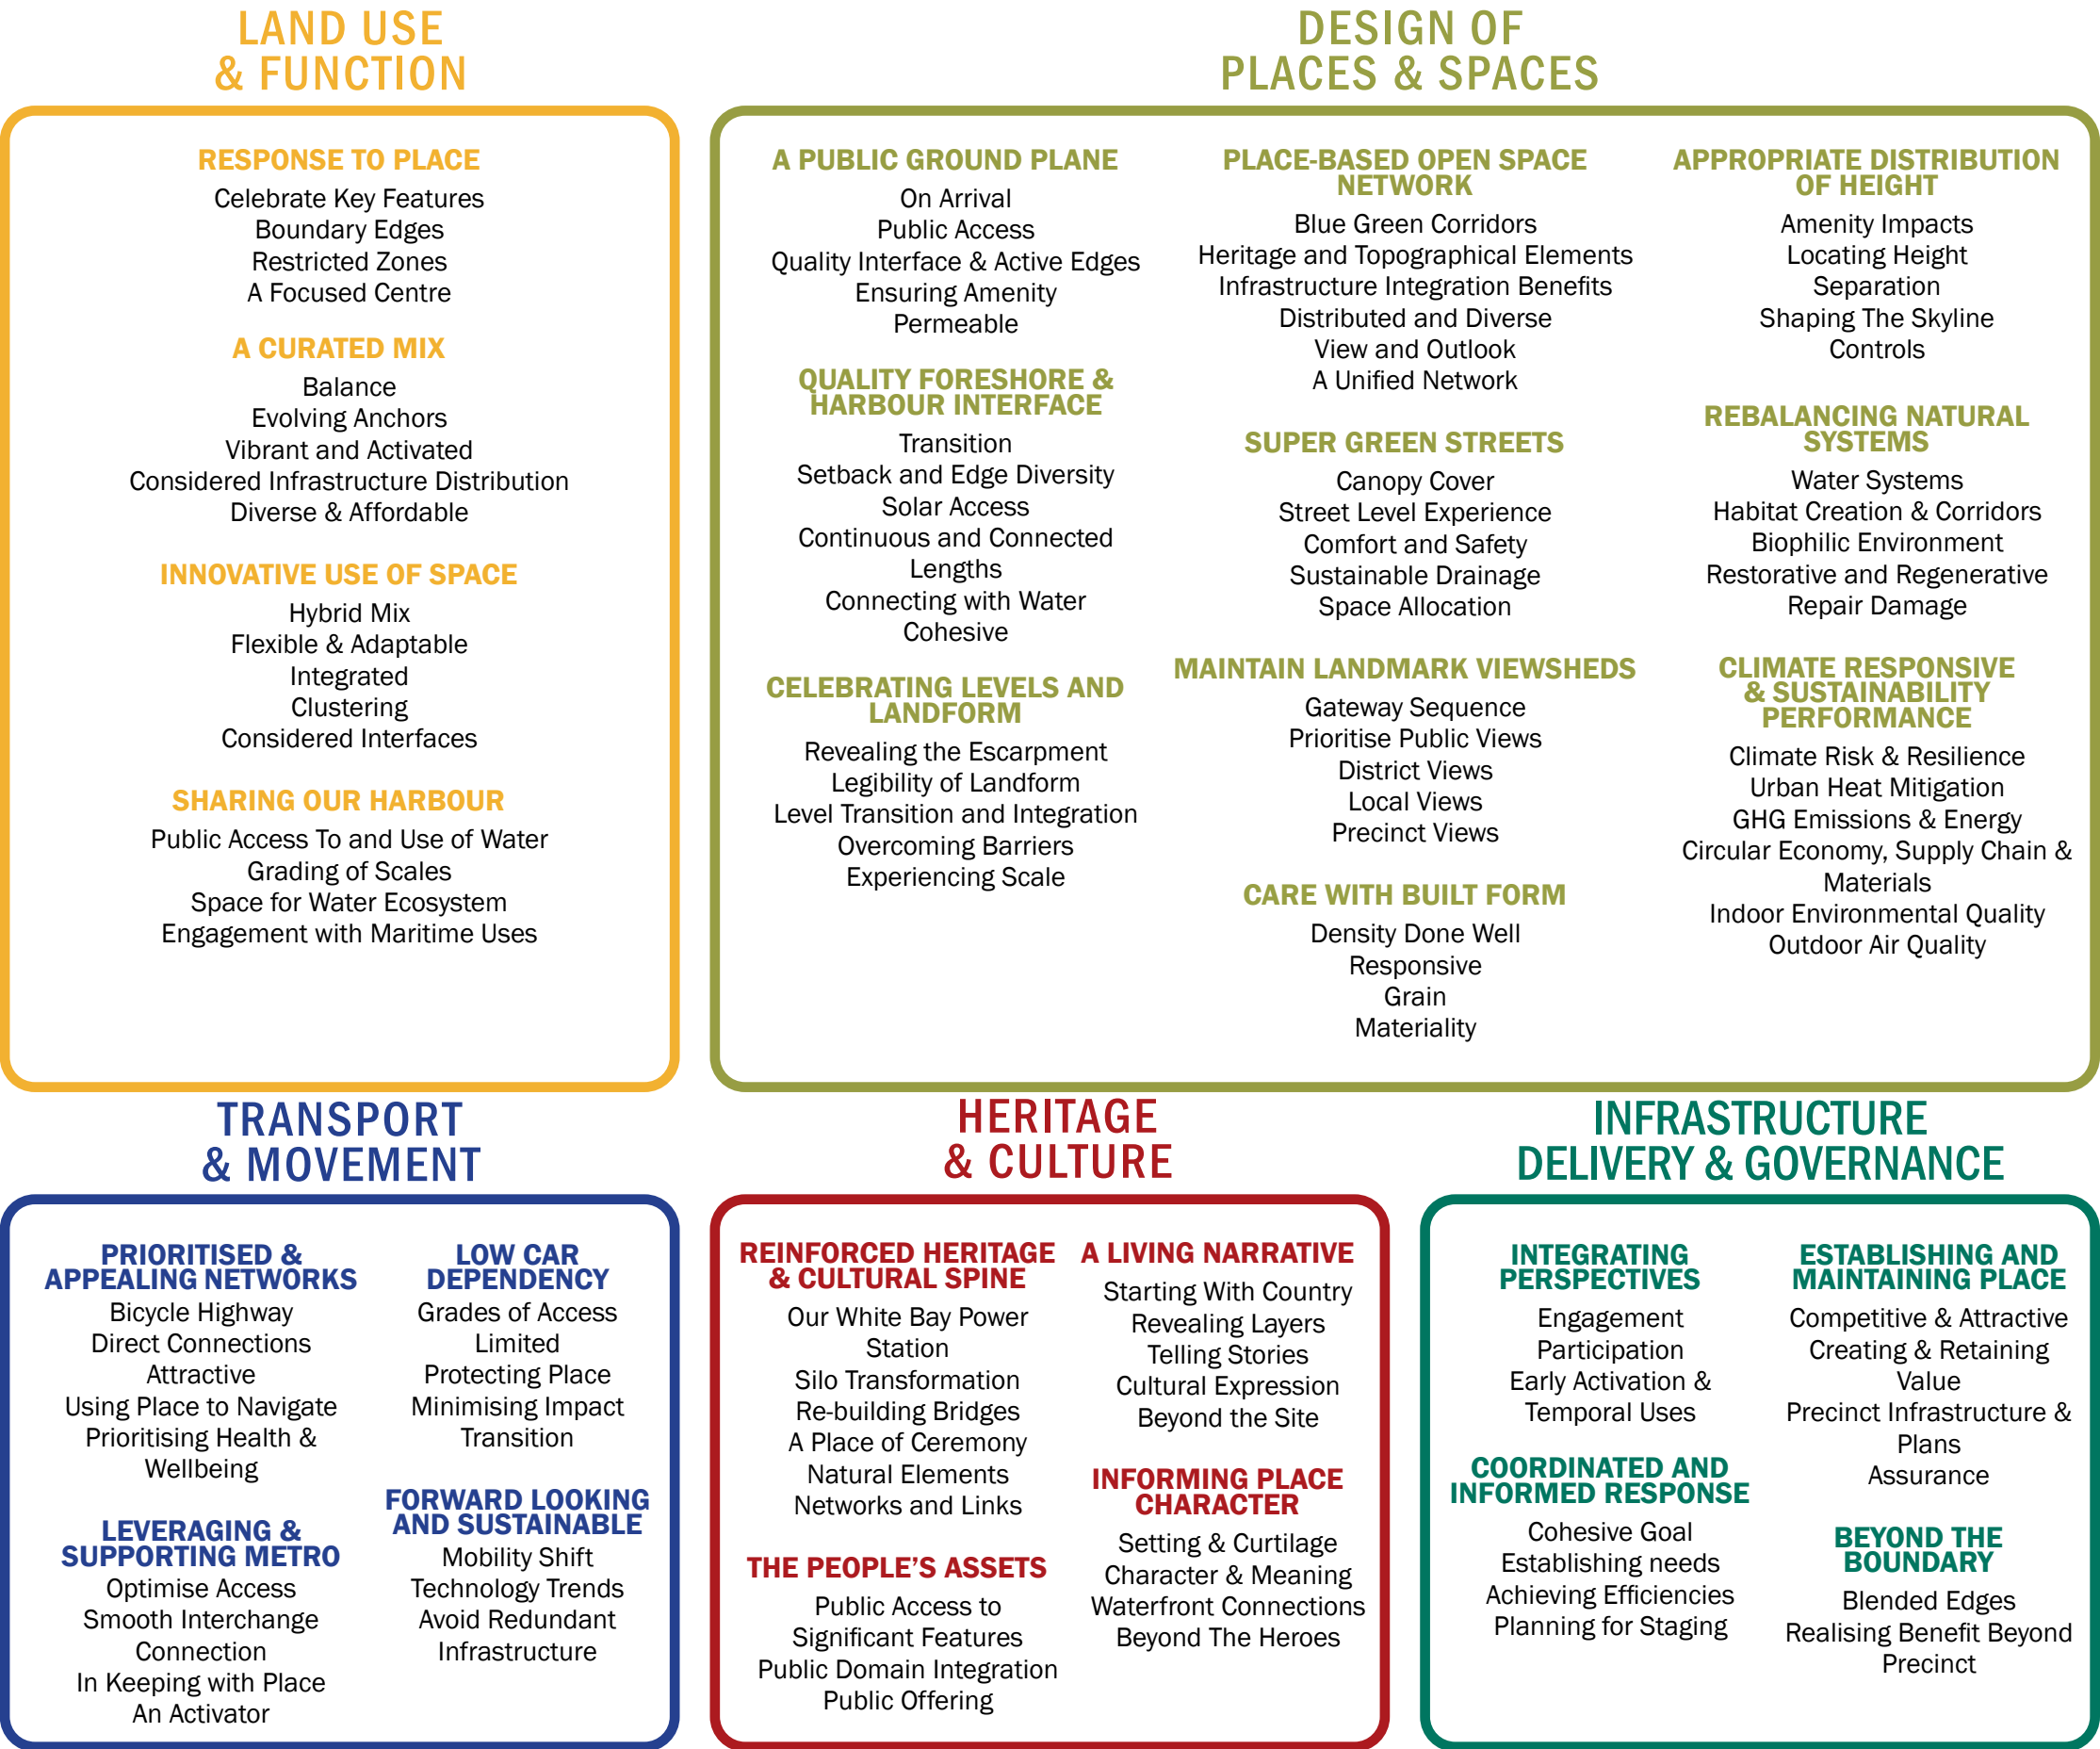 LAND USE
& FUNCTION
RESPONSE TO PLACE
Celebrate Key Features
Boundary Edges
Restricted Zones
A Focused Centre
A CURATED MIX
Balance
Evolving Anchors
Vibrant and Activated
Considered Infrastructure Distribution
Diverse & Affordable
INNOVATIVE USE OF SPACE
Hybrid Mix
Flexible & Adaptable
Integrated
Clustering
Considered Interfaces
SHARING OUR HARBOUR
Public Access To and Use of Water
Grading of Scales
Space for Water Ecosystem
Engagement with Maritime Uses
DESIGN OF
PLACES & SPACES
A PUBLIC GROUND PLANE
On Arrival
Public Access
Quality Interface & Active Edges
Ensuring Amenity
Permeable
QUALITY FORESHORE &
HARBOUR INTERFACE
Transition
Setback and Edge Diversity
Solar Access
Continuous and Connected
Lengths
Connecting with Water
Cohesive
CELEBRATING LEVELS AND
LANDFORM
Revealing the Escarpment
Legibility of Landform
Level Transition and Integration
Overcoming Barriers
Experiencing Scale
PLACE-BASED OPEN SPACE
NETWORK
Blue Green Corridors
Heritage and Topographical Elements
Infrastructure Integration Benefits
Distributed and Diverse
View and Outlook
A Unified Network
SUPER GREEN STREETS
Canopy Cover
Street Level Experience
Comfort and Safety
Sustainable Drainage
Space Allocation
MAINTAIN LANDMARK VIEWSHEDS
Gateway Sequence
Prioritise Public Views
District Views
Local Views
Precinct Views
CARE WITH BUILT FORM
Density Done Well
Responsive
Grain
Materiality
APPROPRIATE DISTRIBUTION
OF HEIGHT
Amenity Impacts
Locating Height
Separation
Shaping The Skyline
Controls
REBALANCING NATURAL
SYSTEMS
Water Systems
Habitat Creation & Corridors
Biophilic Environment
Restorative and Regenerative
Repair Damage
CLIMATE RESPONSIVE
& SUSTAINABILITY
PERFORMANCE
Climate Risk & Resilience
Urban Heat Mitigation
GHG Emissions & Energy
Circular Economy, Supply Chain &
Materials
Indoor Environmental Quality
Outdoor Air Quality
TRANSPORT
& MOVEMENT
PRIORITISED &
APPEALING NETWORKS
Bicycle Highway
Direct Connections
Attractive
Using Place to Navigate
Prioritising Health &
Wellbeing
LEVERAGING &
SUPPORTING METRO
Optimise Access
Smooth Interchange
Connection
In Keeping with Place
An Activator
LOW CAR
DEPENDENCY
Grades of Access
Limited
Protecting Place
Minimising Impact
Transition
FORWARD LOOKING
AND SUSTAINABLE
Mobility Shift
Technology Trends
Avoid Redundant
Infrastructure
HERITAGE
& CULTURE
REINFORCED HERITAGE
& CULTURAL SPINE
Our White Bay Power
Station
Silo Transformation
Re-building Bridges
A Place of Ceremony
Natural Elements
Networks and Links
THE PEOPLE'S ASSETS
Public Access to
Significant Features
Public Domain Integration
Public Offering
A LIVING NARRATIVE
Starting With Country
Revealing Layers
Telling Stories
Cultural Expression
Beyond the Site
INFORMING PLACE
CHARACTER
Setting & Curtilage
Character & Meaning
Waterfront Connections
Beyond The Heroes
INFRASTRUCTURE
DELIVERY & GOVERNANCE
INTEGRATING
PERSPECTIVES
Engagement
Participation
Early Activation &
Temporal Uses
COORDINATED AND
INFORMED RESPONSE
Cohesive Goal
Establishing needs
Achieving Efficiencies
Planning for Staging
ESTABLISHING AND
MAINTAINING PLACE
Competitive & Attractive
Creating & Retaining
Value
Precinct Infrastructure &
Plans
Assurance
BEYOND THE
BOUNDARY
Blended Edges
Realising Benefit Beyond
Precinct